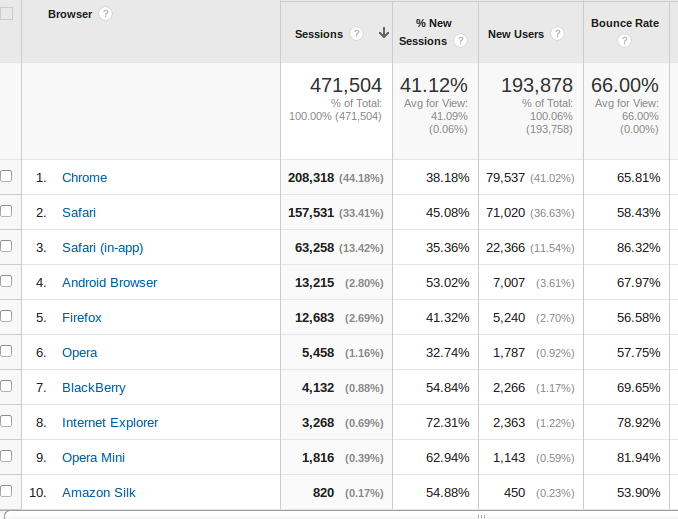 Browser ? Sessions ? % New Sessions ? New Users ? Bounce Rate ?
471,504 41.12% 193,878 66.00%
% of Total: Avg for View: % of Total: Avg for View:
100.00% (471,504) 41.09% 100.06% 66.00%
(0.06%) (193,758) (0.00%)
1. Chrome 208,318 (44.18%) 38.18% 79,537 (41.02%) 65.81%
2. Safari 157,531 (33.41%) 45.08% 71,020 (36.63%) 58.43%
3. Safari (in-app) 63,258 (13.42%) 35.36% 22,366 (11.54%) 86.32%
4. Android Browser 13,215 (2.80%) 53.02% 7,007 (3.61%) 67.97%
5. Firefox 12,683 (2.69%) 41.32% 5,240 (2.70%) 56.58%
6. Opera 5,458 (1.16%) 32.74% 1,787 (0.92%) 57.75%
7. BlackBerry 4,132 (0.88%) 54.84% 2,266 (1.17%) 69.65%
8. Internet Explorer 3,268 (0.69%) 72.31% 2,363 (1.22%) 78.92%
9. Opera Mini 1,816 (0.39%) 62.94% 1,143 (0.59%) 81.94%
10. Amazon Silk 820 (0.17%) 54.88% 450 (0.23%) 53.90%